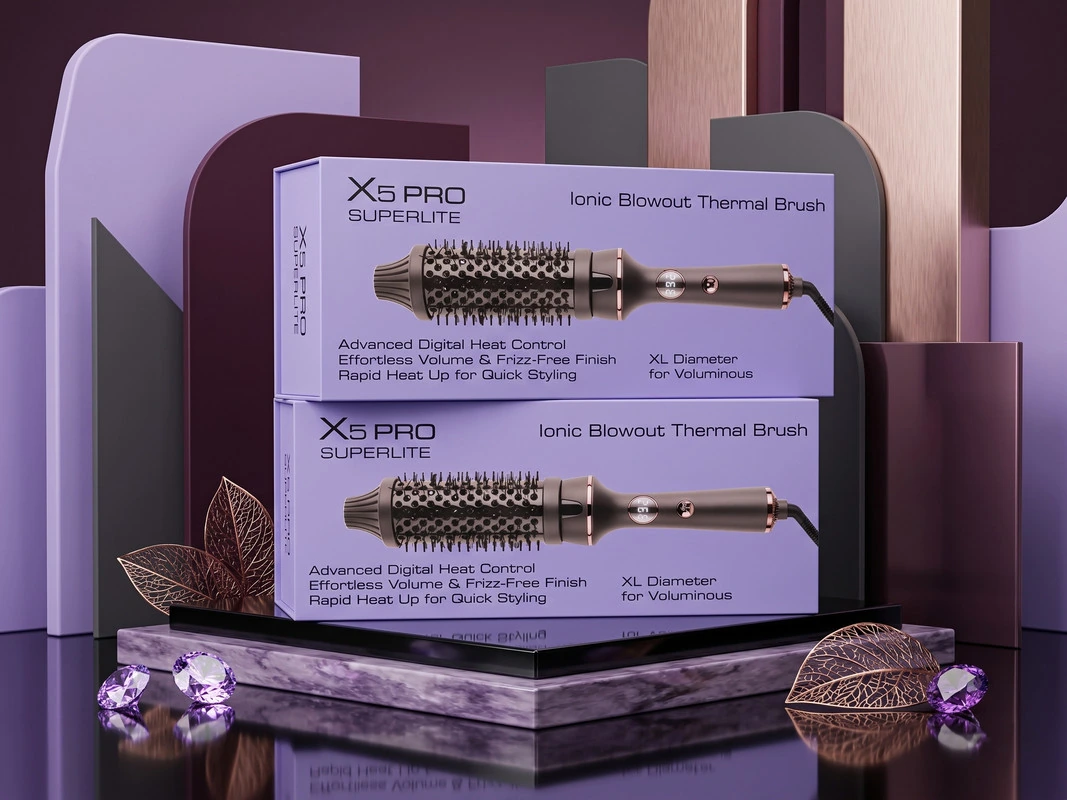 X5 PRO
SUPERLITE
Ionic Blowout Thermal Brush
X5 PRO
SUPERLITE
Advanced Digital Heat Control
Effortless Volume & Frizz-Free Finish
Rapid Heat Up for Quick Styling
XL Diameter
for Voluminous
X5 PRO
SUPERLITE
Ionic Blowout Thermal Brush
Advanced Digital Heat Control
Effortless Volume & Frizz-Free Finish
Rapid Heat Up for Quick Styling
XL Diameter
for Voluminous